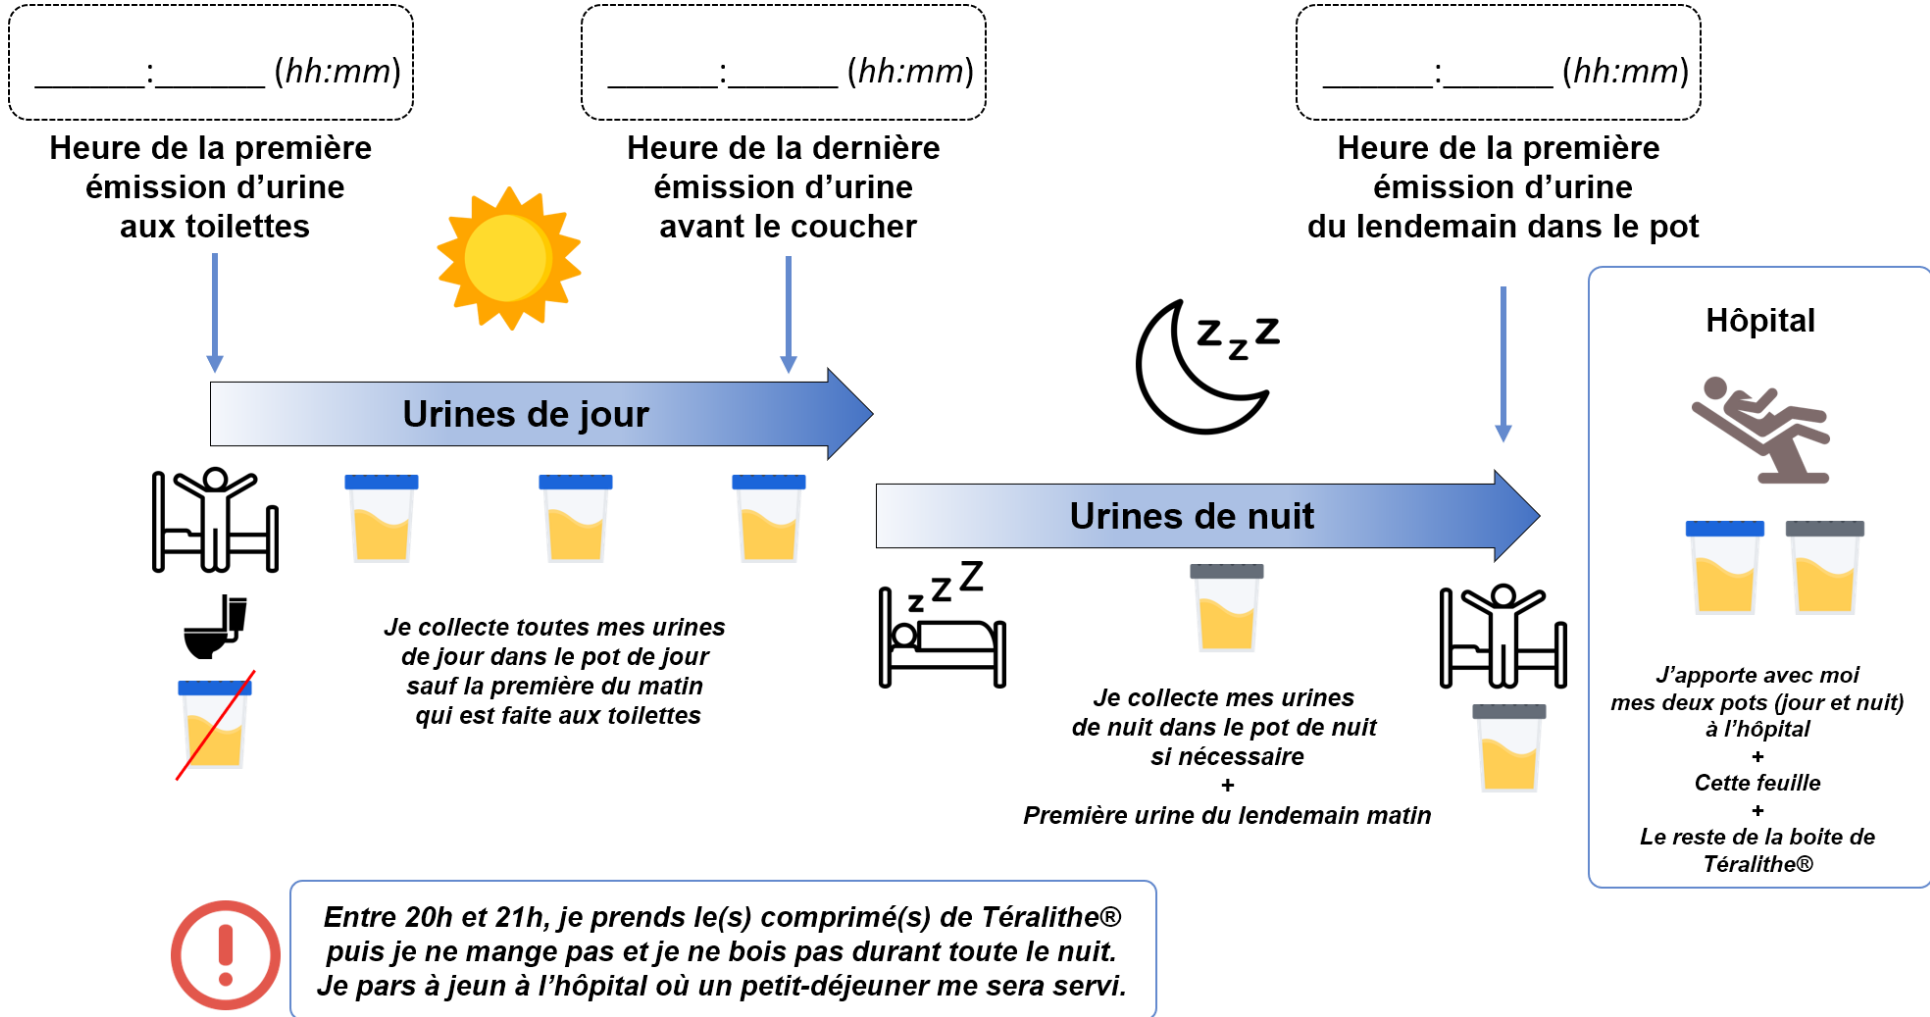 ______:______ (hh:mm)
Heure de la première
émission d’urine
aux toilettes
______:______ (hh:mm)
Heure de la dernière
émission d’urine
avant le coucher
______:______ (hh:mm)
Heure de la première
émission d’urine
du lendemain dans le pot
Urines de jour
Je collecte toutes mes urines
de jour dans le pot de jour
sauf la première du matin
qui est faite aux toilettes
z z z
Urines de nuit
z z Z
Je collecte mes urines
de nuit dans le pot de nuit
si nécessaire
+
Première urine du lendemain matin
Hôpital
J’apporte avec moi
mes deux pots (jour et nuit)
à l’hôpital
+
Cette feuille
+
Le reste de la boite de
Téralithe®
!
Entre 20h et 21h, je prends le(s) comprimé(s) de Téralithe®
puis je ne mange pas et je ne bois pas durant toute le nuit.
Je pars à jeun à l’hôpital où un petit-déjeuner me sera servi.